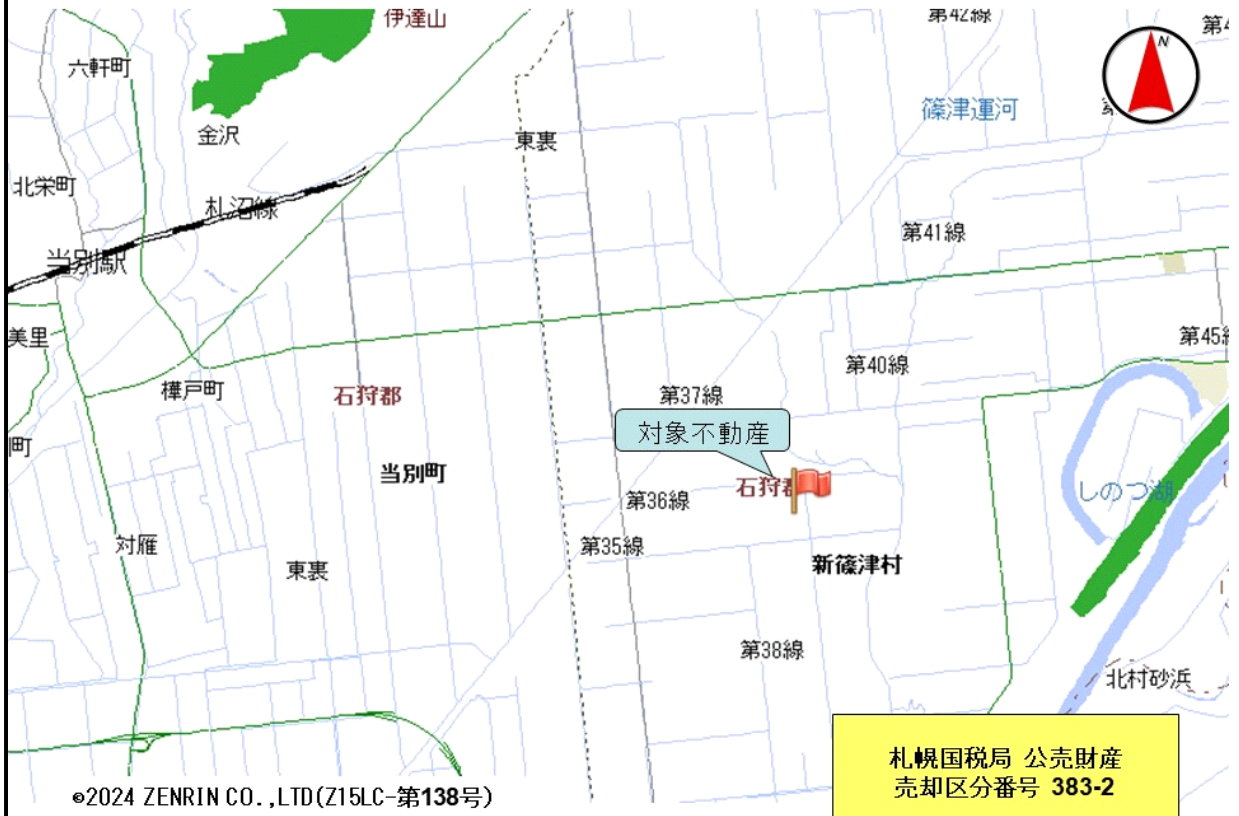 伊達山
第42線
六軒町
N
篠津運河
金沢
東裏
北栄町
札沼線
第41線
当別駅
美里
第45線
第40線
樺戸町
石狩郡
第37線
対象不動産
町
当別町
石狩郡
しのつ湖
第36線
対雁
第35線
東裏
新篠津村
第38線
北村砂浜
札幌国税局 公売財産
売却区分番号 383-2
©2024 ZENRIN CO.,LTD(Z15LC-第138号)